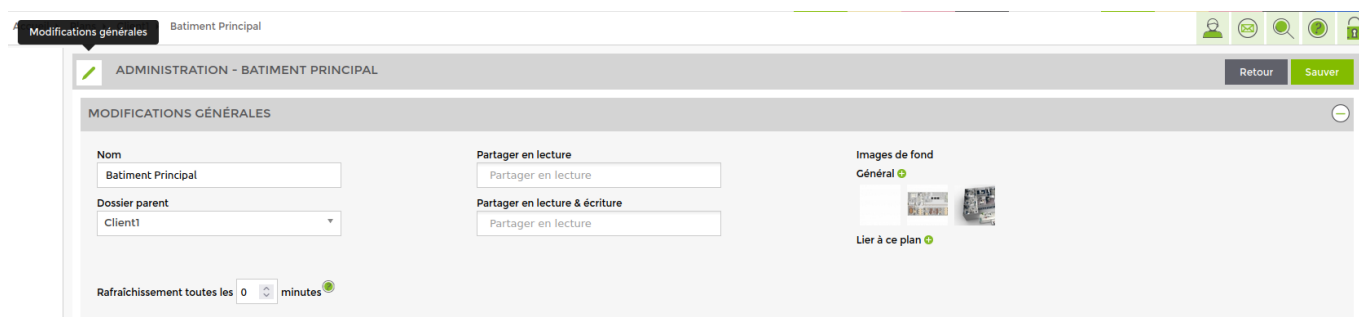 Modifications générales
Batiment Principal
ADMINISTRATION - BATIMENT PRINCIPAL
Retour
Sauver
MODIFICATIONS GÉNÉRALES
Nom
Partager en lecture
Images de fond
Batiment Principal
Partager en lecture
Général
Dossier parent
Partager en lecture & écriture
Client1
Partager en lecture
Lier à ce plan
Rafraîchissement toutes les 0 minutes